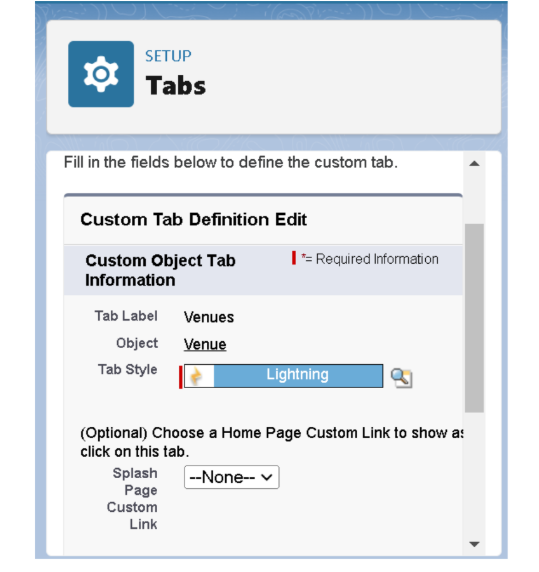 SETUP
Tabs
Fill in the fields below to define the custom tab.
Custom Tab Definition Edit
Custom Object Tab Information
*= Required Information
Tab Label Venues
Object Venue
Tab Style Lightning
(Optional) Choose a Home Page Custom Link to show as
click on this tab.
Splash Page Custom Link --None--